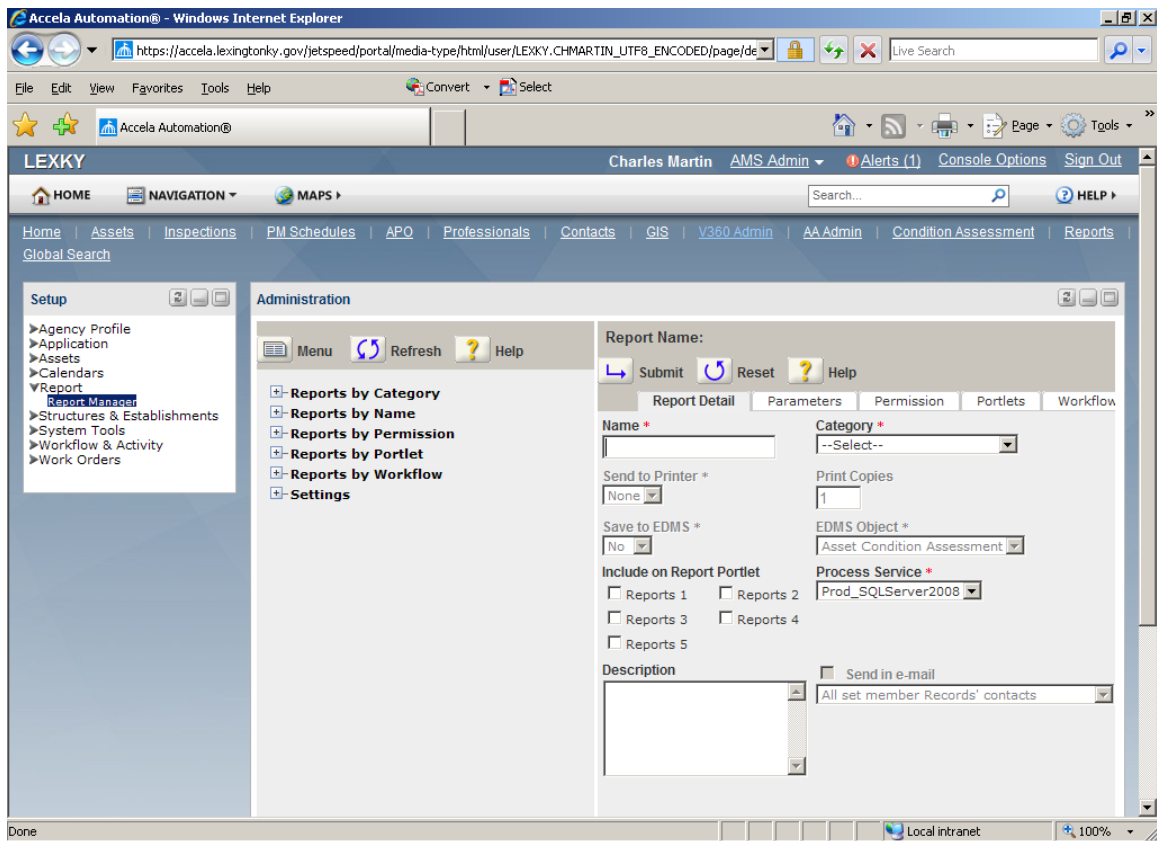 Accela Automation® - Windows Internet Explorer
https://accela.lexingtonky.gov/jetspeed/portal/media-type/html/user/LEXKY.CHMARTIN_UTF8_ENCODED/page/de
Live Search
File Edit View Favorites Tools Help Convert Select
Accela Automation® Page Tools »
LEXKY Charles Martin AMS Admin Alerts (1) Console Options Sign Out
HOME NAVIGATION MAPS Search... HELP
Home | Assets | Inspections | PM Schedules | APO | Professionals | Contacts | GIS | V360 Admin | AA Admin | Condition Assessment | Reports |
Global Search
Setup
Agency Profile
Application
Assets
Calendars
Report
Report Manager
Structures & Establishments
System Tools
Workflow & Activity
Work Orders
Administration
Menu Refresh Help
Reports by Category
Reports by Name
Reports by Permission
Reports by Portlet
Reports by Workflow
Settings
Report Name:
Submit Reset Help
Report Detail Parameters Permission Portlets Workflow
Name * Category *
--Select--
Send to Printer * Print Copies
None 1
Save to EDMS * EDMS Object *
No Asset Condition Assessment
Include on Report Portlet Process Service *
Reports 1 Reports 2 Prod_SQLServer2008
Reports 3 Reports 4
Reports 5
Description Send in e-mail
All set member Records' contacts
Done Local intranet 100%